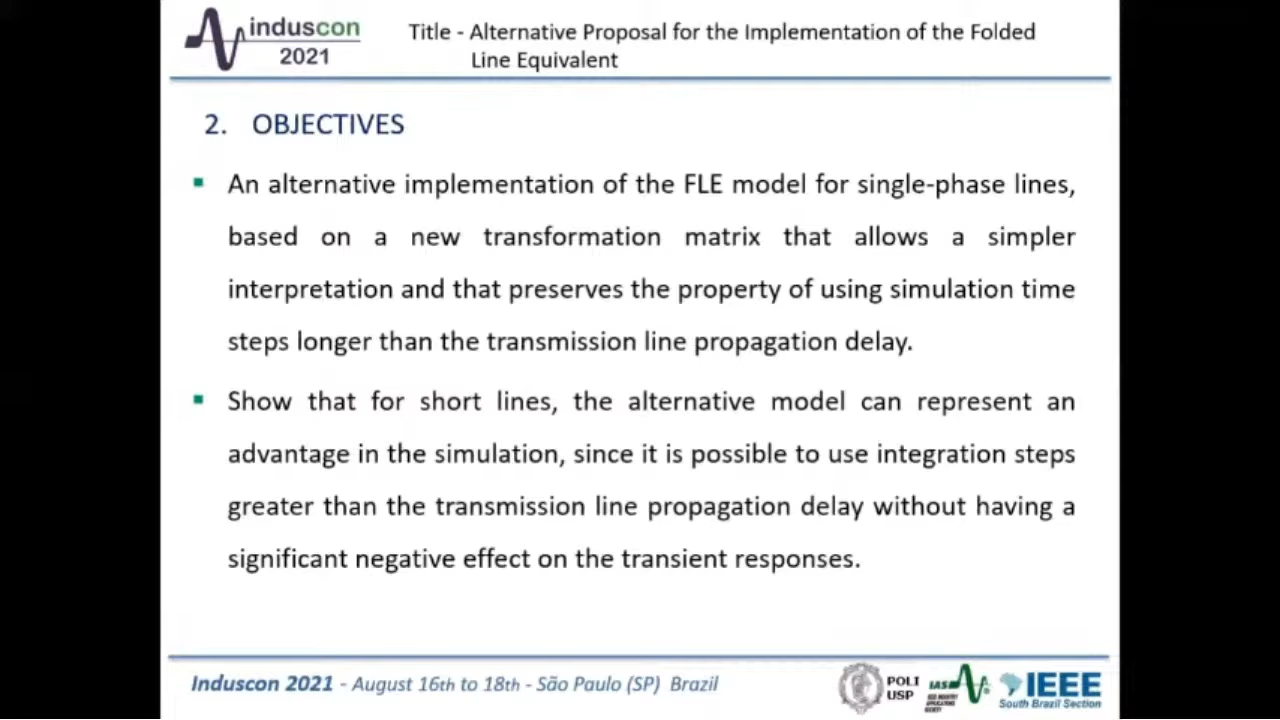 induscon
2021
Title - Alternative Proposal for the Implementation of the Folded
Line Equivalent
2. OBJECTIVES
An alternative implementation of the FLE model for single-phase lines,
based on a new transformation matrix that allows a simpler
interpretation and that preserves the property of using simulation time
steps longer than the transmission line propagation delay.
Show that for short lines, the alternative model can represent an
advantage in the simulation, since it is possible to use integration steps
greater than the transmission line propagation delay without having a
significant negative effect on the transient responses.
Induscon 2021 - August 16th to 18th - São Paulo (SP) Brazil
POLI
USP
IAS
IEEE
South Brazil Section